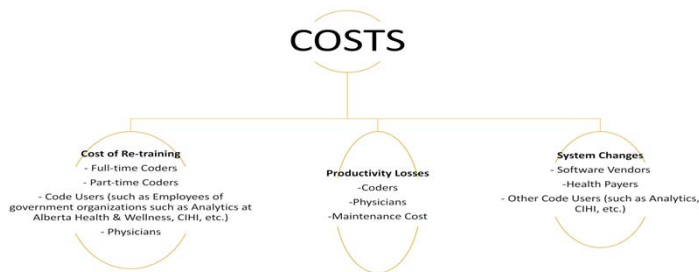 COSTS
Cost of Re-training
- Full-time Coders
- Part-time Coders
- Code Users (such as Employees of
government organizations such as Analytics at
Alberta Health & Wellness, CIHI, etc.)
- Physicians
Productivity Losses
-Coders
-Physicians
-Maintenance Cost
System Changes
- Software Vendors
-Health Payers
- Other Code Users (such as Analytics,
CIHI, etc.)